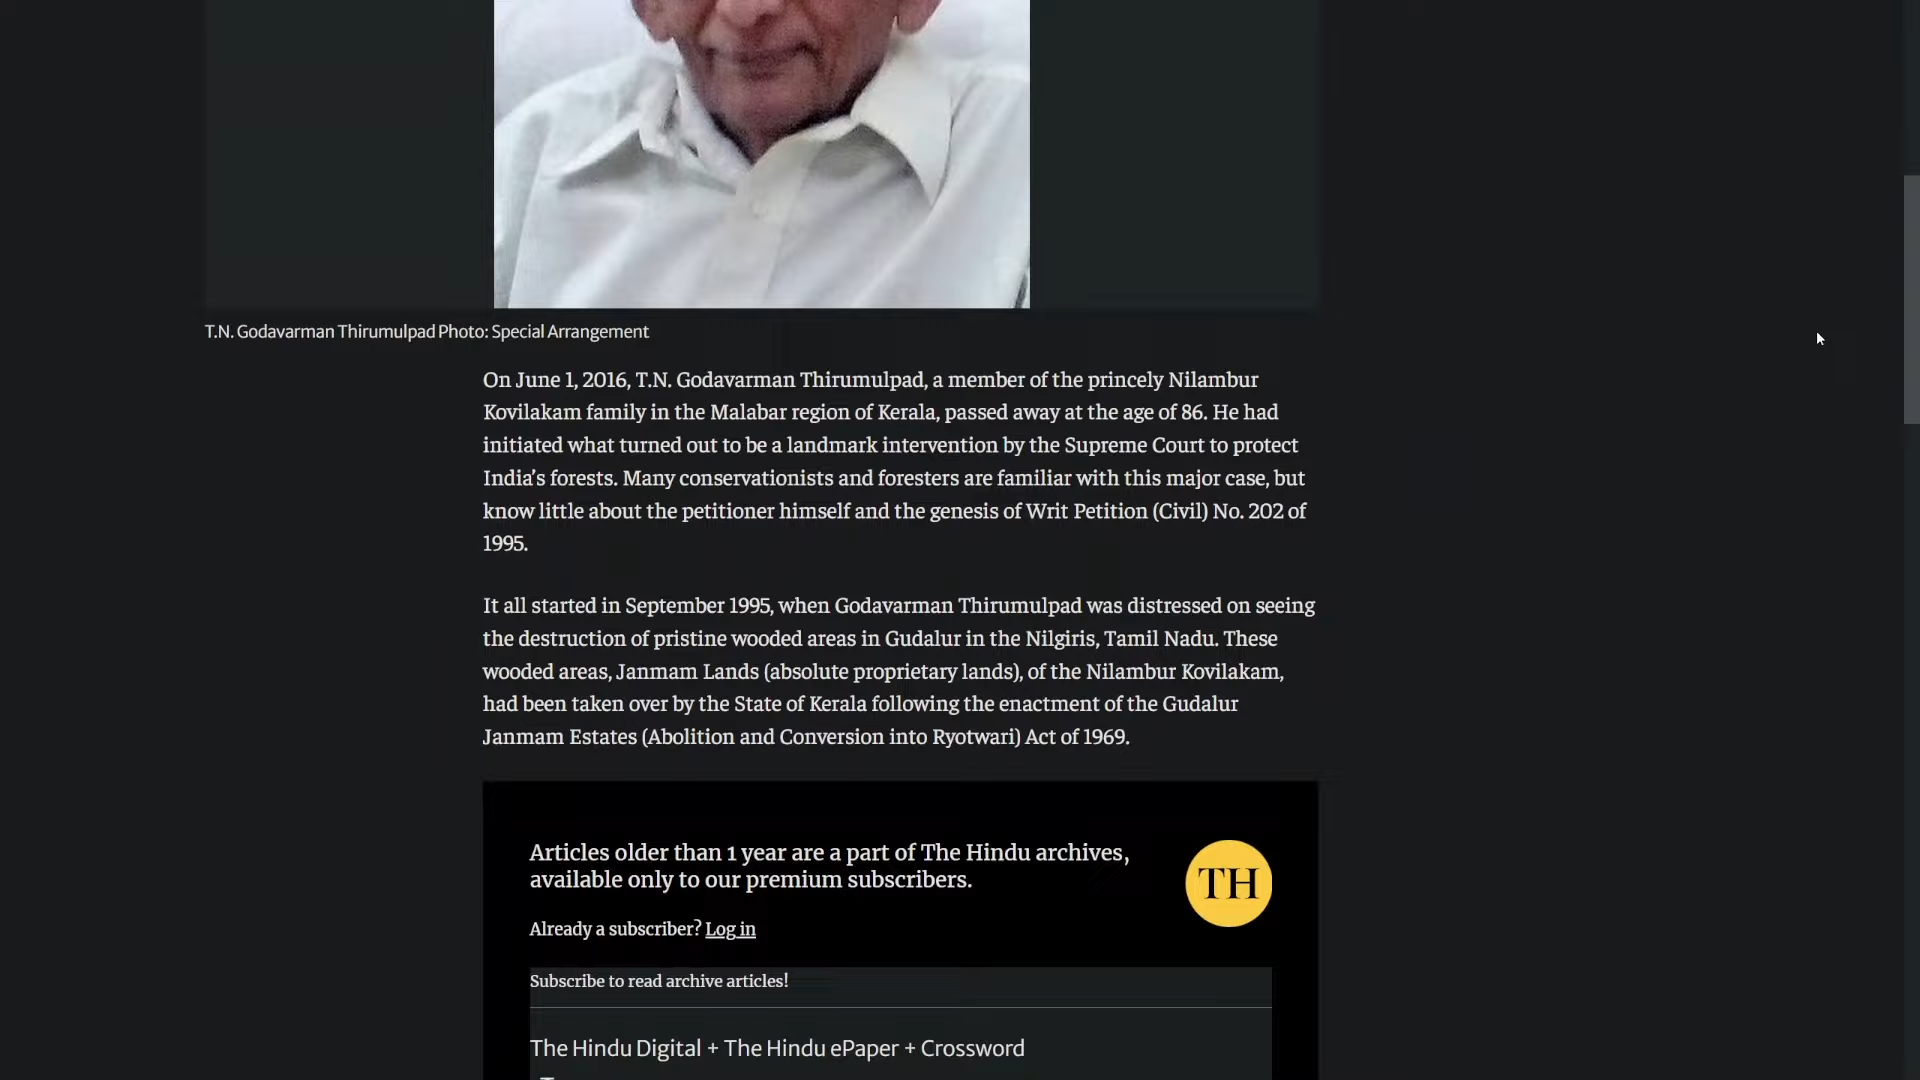 T.N. Godavarman Thirumulpad Photo: Special Arrangement
On June 1, 2016, T.N. Godavarman Thirumulpad, a member of the princely Nilambur
Kovilakam family in the Malabar region of Kerala, passed away at the age of 86. He had
initiated what turned out to be a landmark intervention by the Supreme Court to protect
India’s forests. Many conservationists and foresters are familiar with this major case, but
know little about the petitioner himself and the genesis of Writ Petition (Civil) No. 202 of
1995.
It all started in September 1995, when Godavarman Thirumulpad was distressed on seeing
the destruction of pristine wooded areas in Gudalur in the Nilgiris, Tamil Nadu. These
wooded areas, Janmam Lands (absolute proprietary lands), of the Nilambur Kovilakam,
had been taken over by the State of Kerala following the enactment of the Gudalur
Janmam Estates (Abolition and Conversion into Ryotwari) Act of 1969.
Articles older than 1 year are a part of The Hindu archives,
available only to our premium subscribers.
TH
Already a subscriber? Log in
Subscribe to read archive articles!
The Hindu Digital + The Hindu ePaper + Crossword